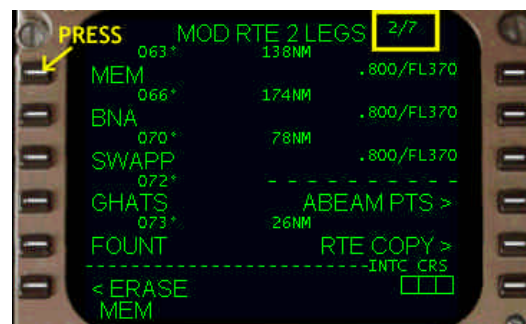 PRESS MOD RTE 2 LEGS 2/7
063° 138NM
MEM .800/FL370
066° 174NM
BNA .800/FL370
070° 78NM
SWAPP .800/FL370
072° - - - - - - - - - -
GHATS ABEAM PTS >
073° 26NM
FOUNT RTE COPY >
--------------------INTC CRS
< ERASE
MEM